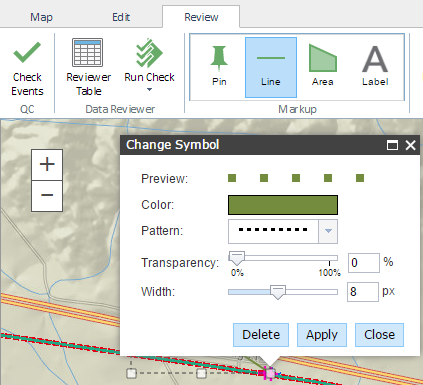 Map Edit Review
Check Events
Reviewer Table
Run Check
Pin
Line
Area
Label
QC
Data Reviewer
Markup
+
−
Change Symbol
Preview:
Color:
Pattern:
Transparency: 0 %
0% 100%
Width: 8 px
Delete Apply Close